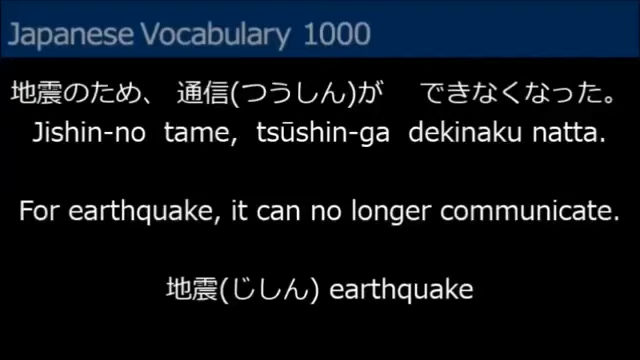 Japanese Vocabulary 1000
地震のため、 通信(つうしん)が できなくなった。
Jishin-no tame, tsūshin-ga dekinaku natta.
For earthquake, it can no longer communicate.
地震(じしん) earthquake